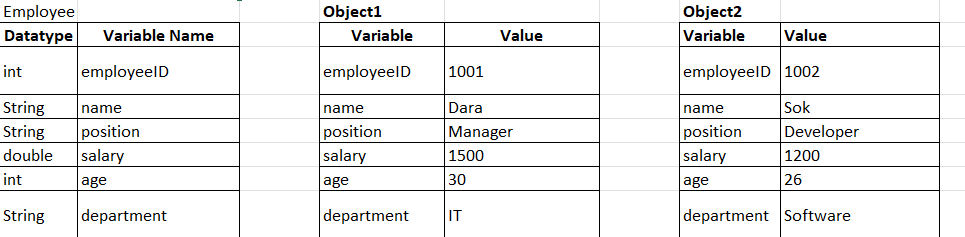 Employee Object1 Object2
Datatype Variable Name Variable Value Variable Value
int employeeID employeeID 1001 employeeID 1002
String name name Dara name Sok
String position position Manager position Developer
double salary salary 1500 salary 1200
int age age 30 age 26
String department department IT department Software